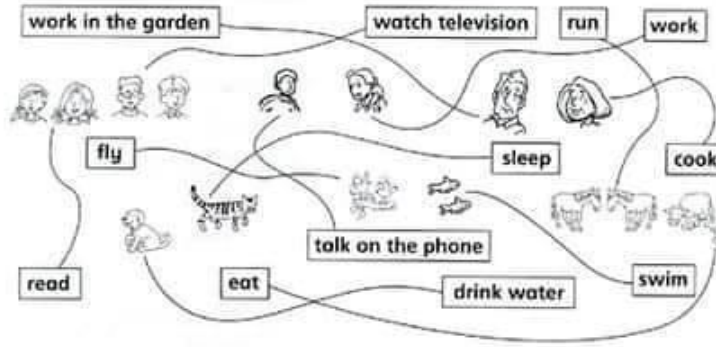 work in the garden
watch television
run
work
fly
sleep
cook
talk on the phone
read
eat
drink water
swim